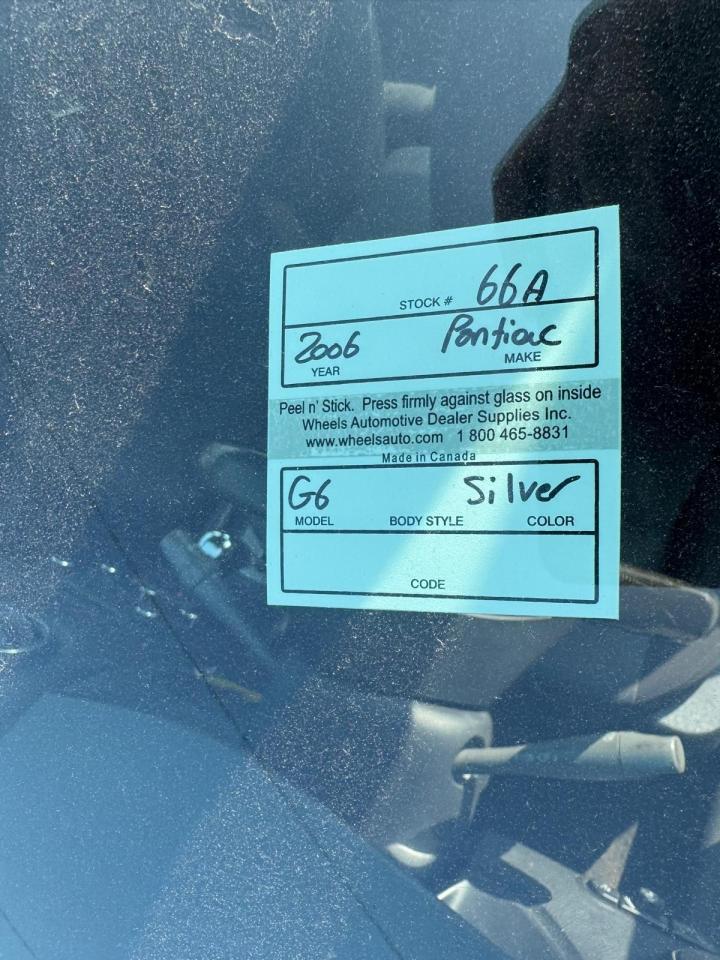 STOCK # 66A
2006 Pontiac
YEAR MAKE
Peel n' Stick. Press firmly against glass on inside
Wheels Automotive Dealer Supplies Inc.
www.wheelsauto.com 1 800 465-8831
Made in Canada
G6 Silver
MODEL BODY STYLE COLOR
CODE